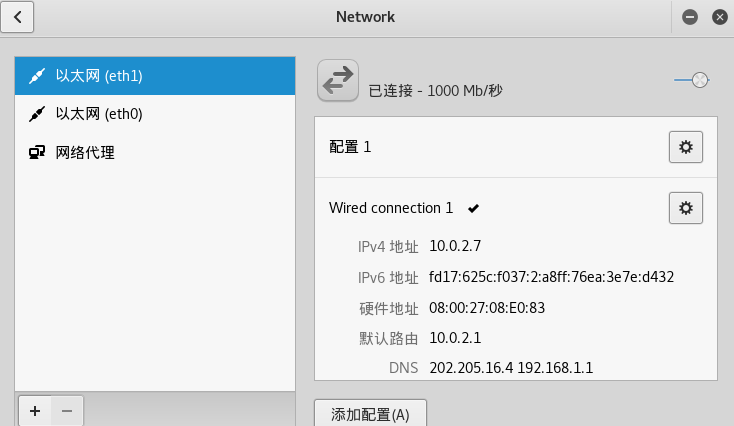 Network
以太网 (eth1)
以太网 (eth0)
网络代理
已连接 - 1000 Mb/秒
配置 1
Wired connection 1
IPv4 地址 10.0.2.7
IPv6 地址 fd17:625c:f037:2:a8ff:76ea:3e7e:d432
硬件地址 08:00:27:08:E0:83
默认路由 10.0.2.1
DNS 202.205.16.4 192.168.1.1
添加配置(A)